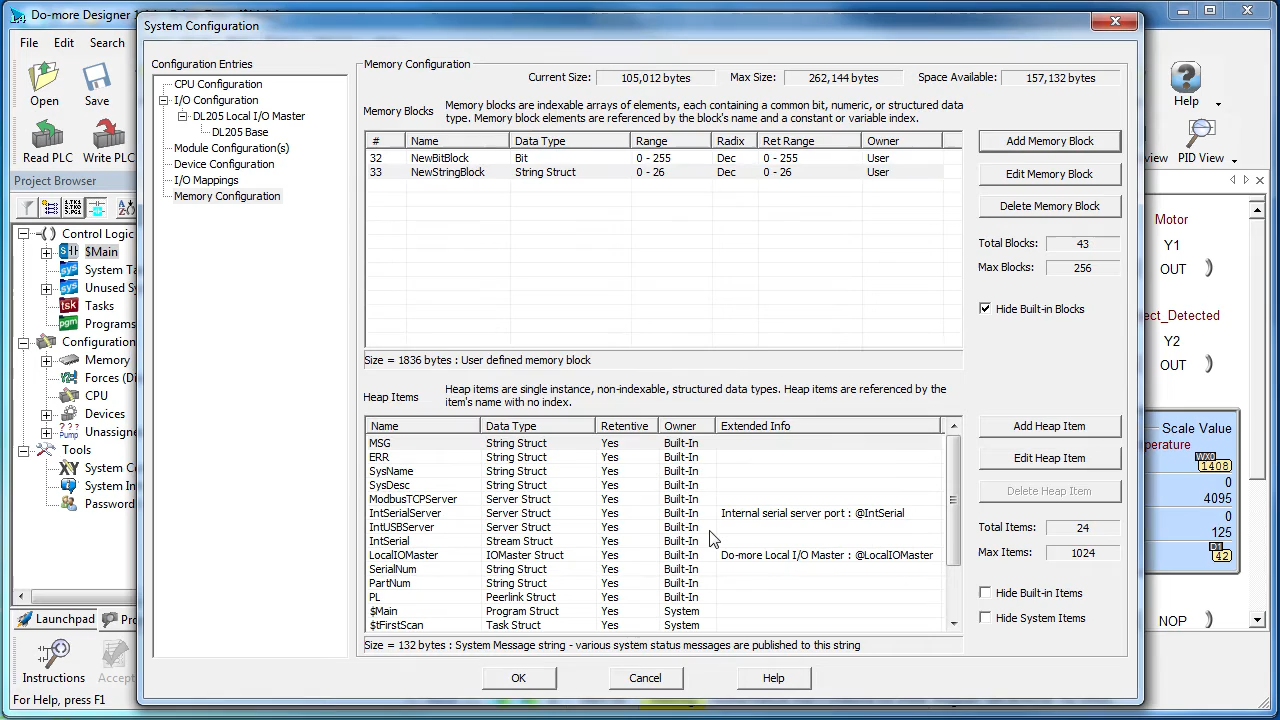 Do-more Designer
System Configuration
File Edit Search
Open Save
Read PLC Write PLC
Project Browser
Control Logic
$Main
System Ta
Unused Sy
Tasks
Programs
Configuration
Memory
Forces (Di
CPU
Devices
Unassigne
Tools
System Co
System In
Password
Launchpad
Instructions Accept
For Help, press F1
Configuration Entries
CPU Configuration
I/O Configuration
DL205 Local I/O Master
DL205 Base
Module Configuration(s)
Device Configuration
I/O Mappings
Memory Configuration
Memory Configuration
Current Size: 105,012 bytes Max Size: 262,144 bytes Space Available: 157,132 bytes
Memory Blocks
Memory blocks are indexable arrays of elements, each containing a common bit, numeric, or structured data
type. Memory block elements are referenced by the block's name and a constant or variable index.
# Name Data Type Range Radix Ret Range Owner
32 NewBitBlock Bit 0 - 255 Dec 0 - 255 User
33 NewStringBlock String Struct 0 - 26 Dec 0 - 26 User
Add Memory Block
Edit Memory Block
Delete Memory Block
Total Blocks: 43
Max Blocks: 256
Hide Built-in Blocks
Size = 1836 bytes : User defined memory block
Heap Items
Heap items are single instance, non-indexable, structured data types. Heap items are referenced by the
item's name with no index.
Name Data Type Retentive Owner Extended Info
MSG String Struct Yes Built-In
ERR String Struct Yes Built-In
SysName String Struct Yes Built-In
SysDesc String Struct Yes Built-In
ModbusTCPServer Server Struct Yes Built-In
IntSerialServer Server Struct Yes Built-In Internal serial server port : @IntSerial
IntUSBServer Server Struct Yes Built-In
IntSerial Stream Struct Yes Built-In
LocalIOMaster IOMaster Struct Yes Built-In Do-more Local I/O Master : @LocalIOMaster
SerialNum String Struct Yes Built-In
PartNum String Struct Yes Built-In
PL Peerlink Struct Yes Built-In
$Main Program Struct Yes System
$tFirstScan Task Struct Yes System
Add Heap Item
Edit Heap Item
Delete Heap Item
Total Items: 24
Max Items: 1024
Hide Built-in Items
Hide System Items
Size = 132 bytes : System Message string - various system status messages are published to this string
OK Cancel Help
Help
view PID View
Motor
Y1
OUT
ect_Detected
Y2
OUT
Scale Value
perature WX0
1408
0
4095
0
125
42
NOP